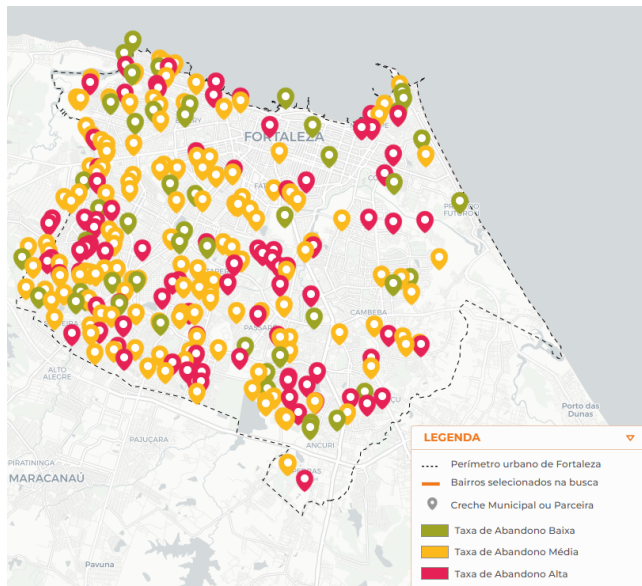 FORTALEZA
CAMBEBA
ALTO
ALEGRE
PAJUÇARA
ANCURI
PIRATININGA
MARACANAÚ
Pavuna
Porto das
Dunas
LEGENDA
Perímetro urbano de Fortaleza
Bairros selecionados na busca
Creche Municipal ou Parceira
Taxa de Abandono Baixa
Taxa de Abandono Média
Taxa de Abandono Alta